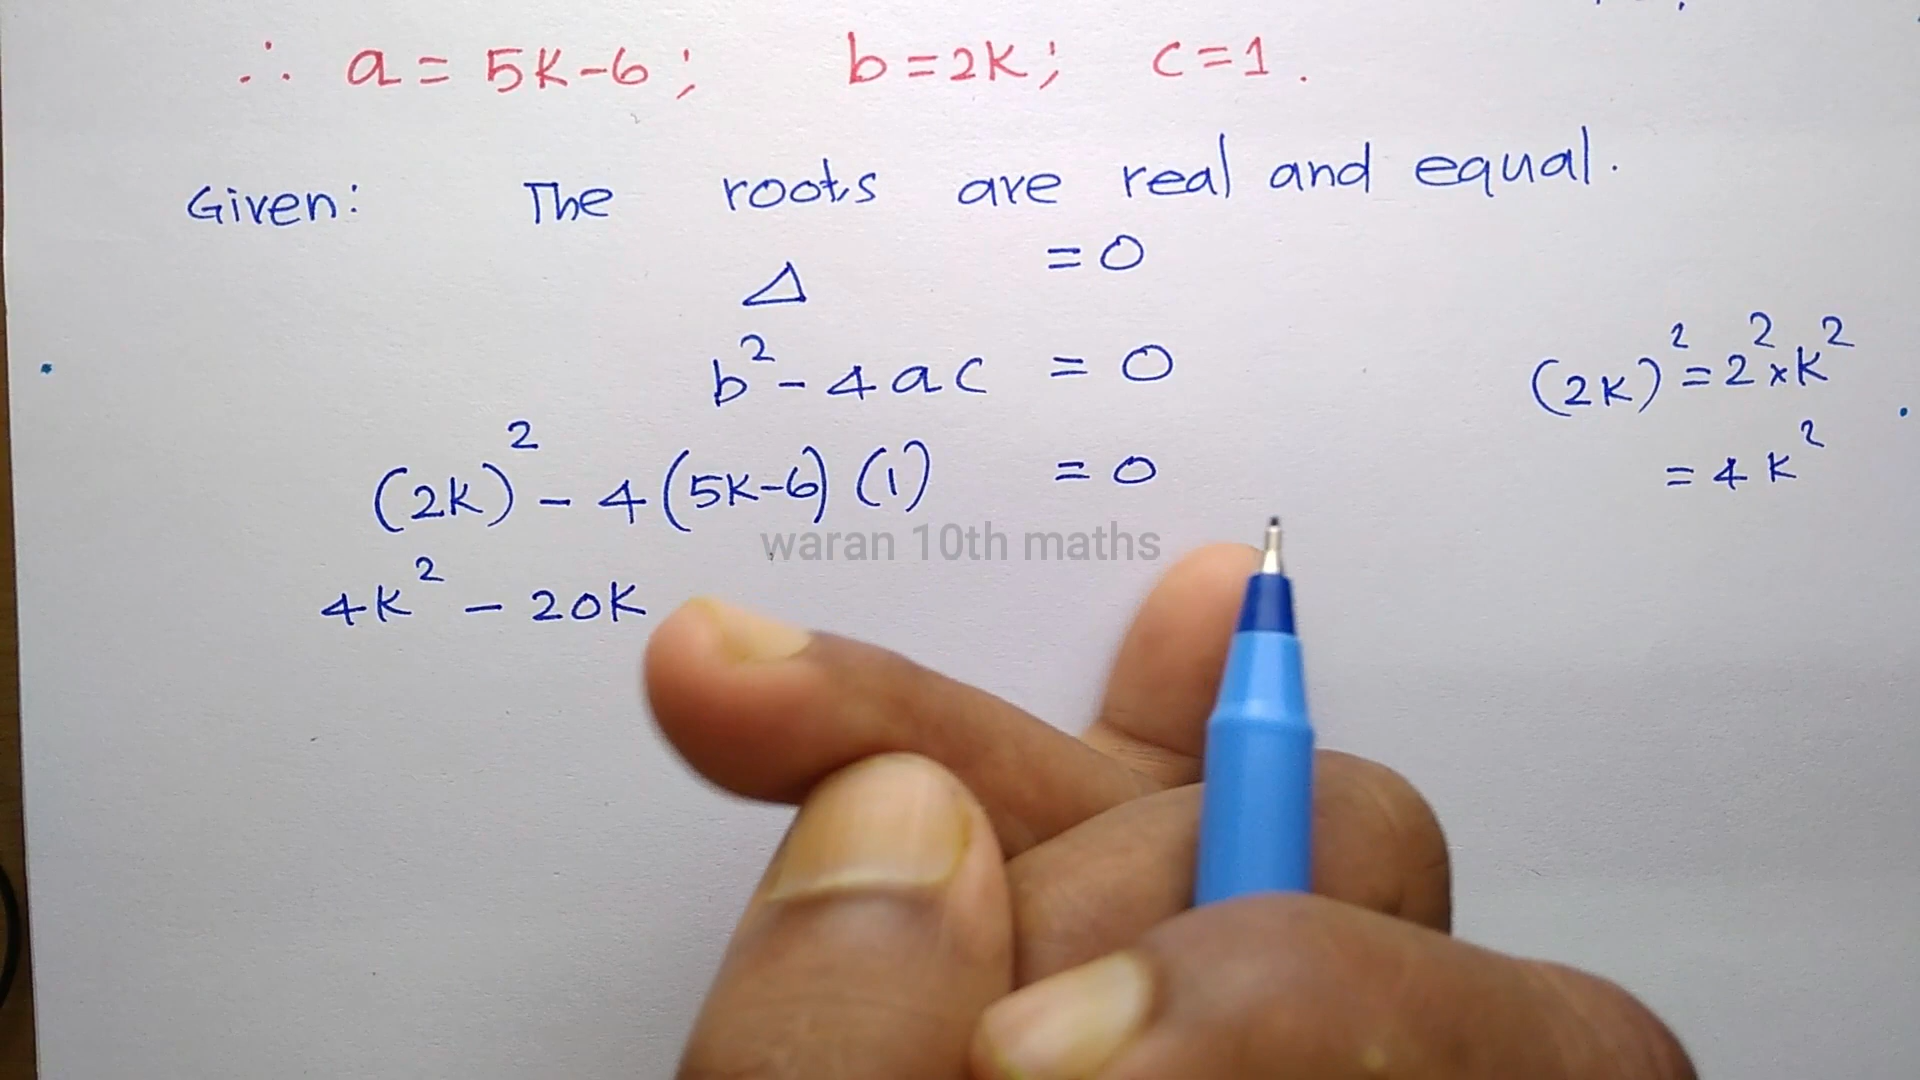 ∴ a = 5K-6; b = 2K; c = 1.
Given: The roots are real and equal.
△ = 0
b² - 4ac = 0
(2K)² = 2² × K²
(2K)² - 4(5K-6)(1) = 0
= 4K²
waran 10th maths
4K² - 20K